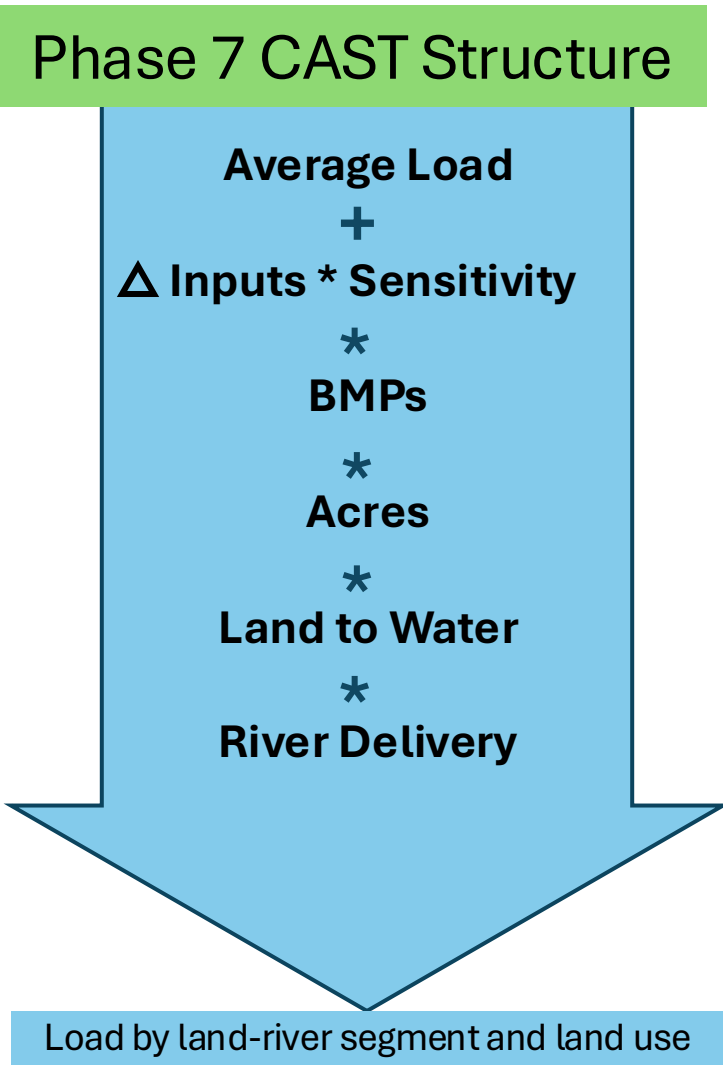 Phase 7 CAST Structure
Average Load
+
Δ Inputs * Sensitivity
*
BMPs
*
Acres
*
Land to Water
*
River Delivery
Load by land-river segment and land use